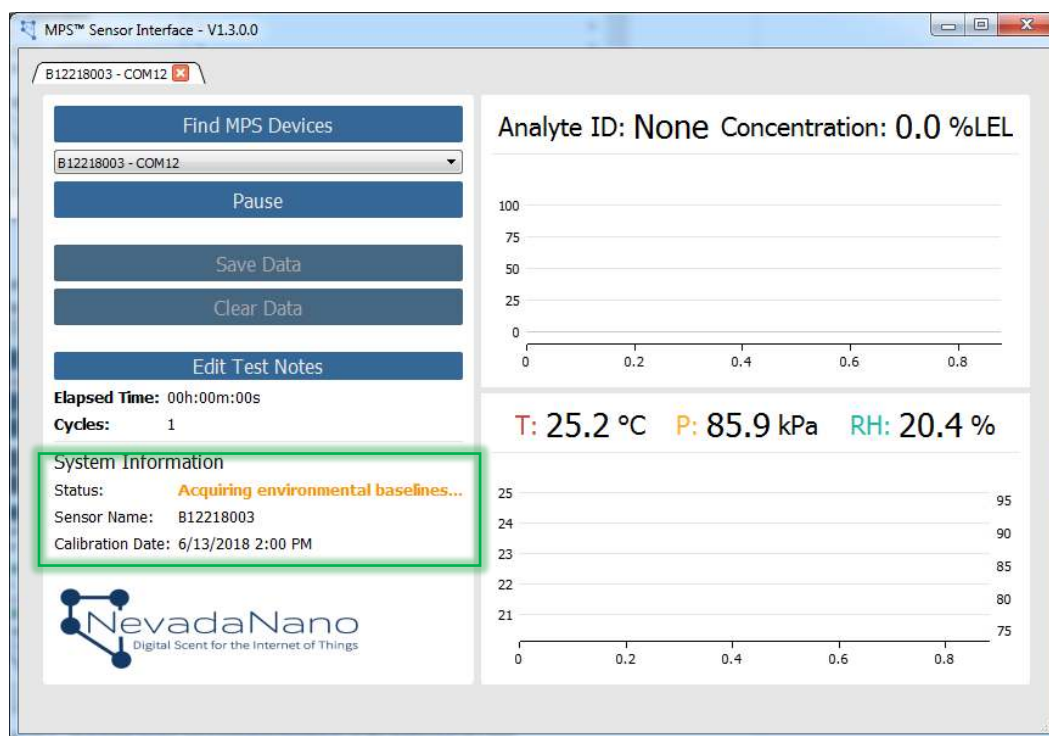 MPS™ Sensor Interface - V1.3.0.0
B12218003 - COM12
Find MPS Devices
B12218003 - COM12
Pause
Save Data
Clear Data
Edit Test Notes
Elapsed Time: 00h:00m:00s
Cycles: 1
System Information
Status: Acquiring environmental baselines...
Sensor Name: B12218003
Calibration Date: 6/13/2018 2:00 PM
NevadaNano
Digital Scent for the Internet of Things
Analyte ID: None Concentration: 0.0 %LEL
100
75
50
25
0
0 0.2 0.4 0.6 0.8
T: 25.2 °C P: 85.9 kPa RH: 20.4 %
25 95
24 90
23 85
22 80
21 75
0 0.2 0.4 0.6 0.8